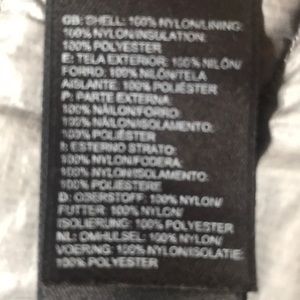 GB: SHELL: 100% NYLON/LINING:
100% NYLON/INSULATION:
100% POLYESTER
E: TELA EXTERIOR: 100% NILÓN/
FORRO: 100% NILÓN/TELA
AISLANTE: 100% POLIÉSTER
P: PARTE EXTERNA:
100% NÁILON/FORRO:
100% NÁILON/ISOLAMENTO:
100% POLIÉSTER
I: ESTERNO STRATO:
100% NYLON/FODERA:
100% NYLON/ISOLAMENTO:
100% POLIESTERE
D: OBERSTOFF: 100% NYLON/
FUTTER: 100% NYLON/
ISOLIERUNG: 100% POLYESTER
NL: OMHULSEL: 100% NYLON/
VOERING: 100% NYLON/ISOLATIE:
100% POLYESTER